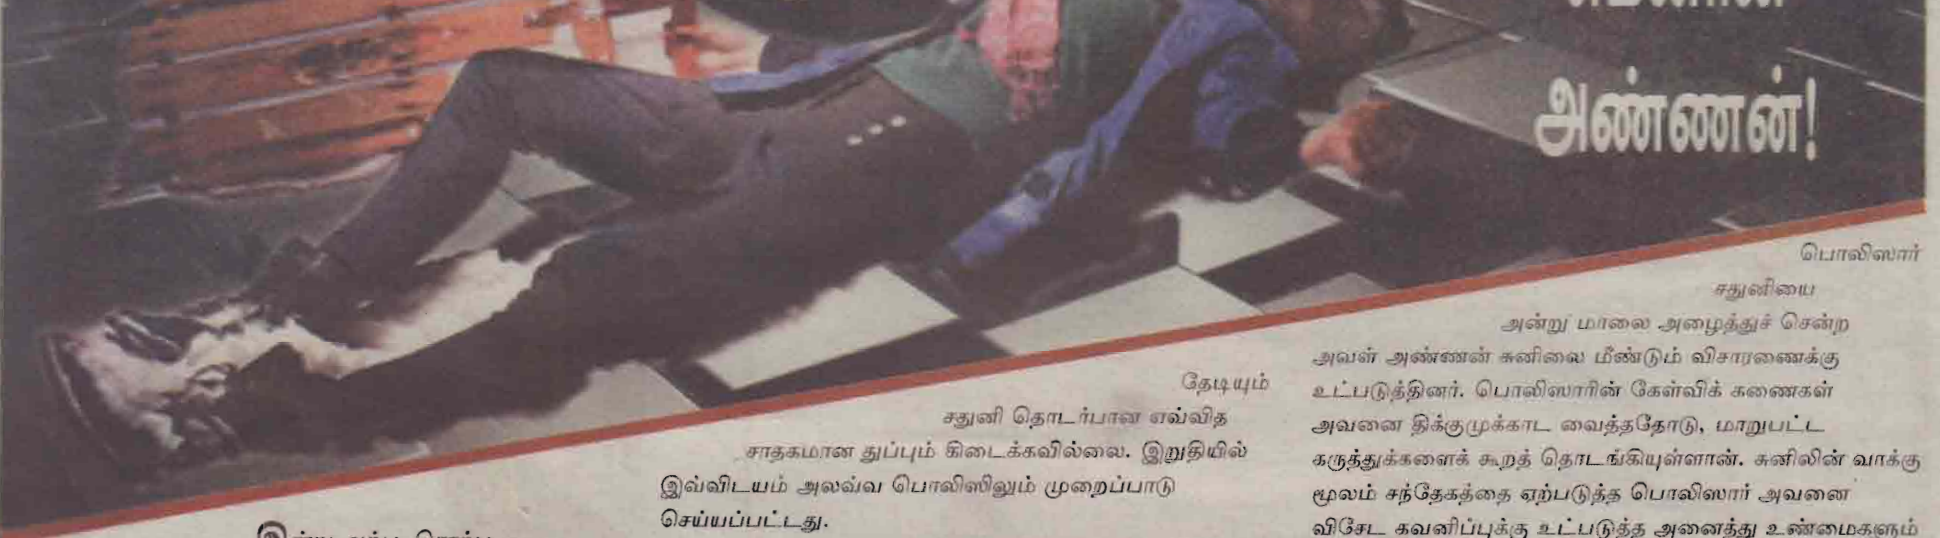 அண்ணன்!
தேடியும்
சதுனி தொடர்பான எவ்வித
சாதகமான துப்பும் கிடைக்கவில்லை. இறுதியில்
இவ்விடயம் அலவ்வ பொலிஸிலும் முறைப்பாடு
செய்யப்பட்டது.
பொலிஸார்
சதுனியை
அன்று மாலை அழைத்துச் சென்ற
அவள் அண்ணன் சுனிலை மீண்டும் விசாரணைக்கு
உட்படுத்தினர். பொலிஸாரின் கேள்விக் கணைகள்
அவனை திக்குமுக்காட வைத்ததோடு, மாறுபட்ட
கருத்துக்களைக் கூறத் தொடங்கியுள்ளான். சுனிலின் வாக்கு
மூலம் சந்தேகத்தை ஏற்படுத்த பொலிஸார் அவனை
விசேட கவனிப்புக்கு உட்படுத்த அனைத்து உண்மைகளும்